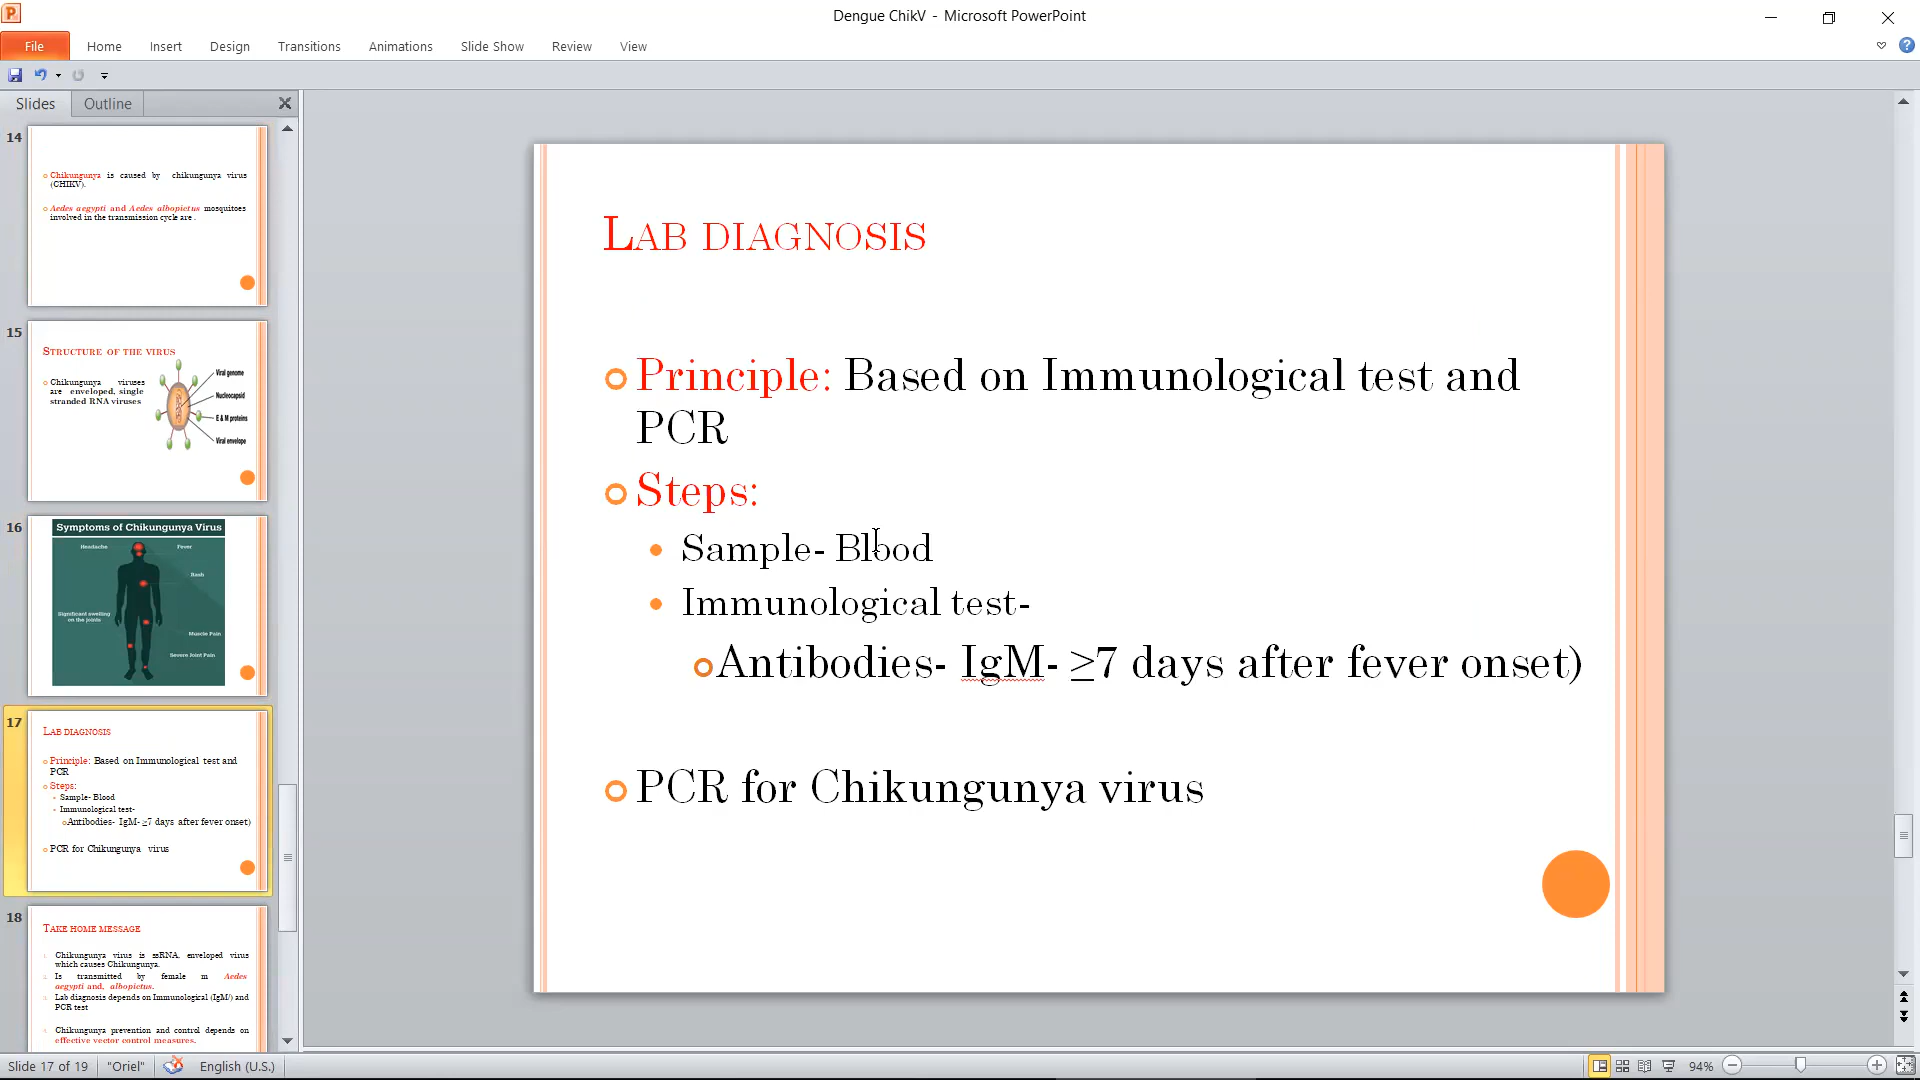 Dengue ChikV - Microsoft PowerPoint
File Home Insert Design Transitions Animations Slide Show Review View
Slides Outline
14
Chikungunya is caused by chikungunya virus
(CHIKV).
Aedes aegypti and Aedes albopictus mosquitoes
involved in the transmission cycle are .
15
STRUCTURE OF THE VIRUS
Chikungunya viruses
are enveloped, single
stranded RNA viruses
Viral genome
Nucleocapsid
E & M proteins
Viral envelope
16
Symptoms of Chikungunya Virus
Headache
Fever
Rash
Significant swelling
on the joints
Muscle Pain
Severe Joint Pain
17
LAB DIAGNOSIS
Principle: Based on Immunological test and
PCR
Steps:
Sample- Blood
Immunological test-
Antibodies- IgM- ≥7 days after fever onset)
PCR for Chikungunya virus
18
TAKE HOME MESSAGE
Chikungunya virus is ssRNA, enveloped virus
which causes Chikungunya.
Is transmitted by female m Aedes
aegypti and, albopictus.
Lab diagnosis depends on Immunological (IgM/) and
PCR test
Chikungunya prevention and control depends on
effective vector control measures.
LAB DIAGNOSIS
Principle: Based on Immunological test and
PCR
Steps:
Sample- Blood
Immunological test-
Antibodies- IgM- ≥7 days after fever onset)
PCR for Chikungunya virus
Slide 17 of 19 "Oriel" English (U.S.) 94%